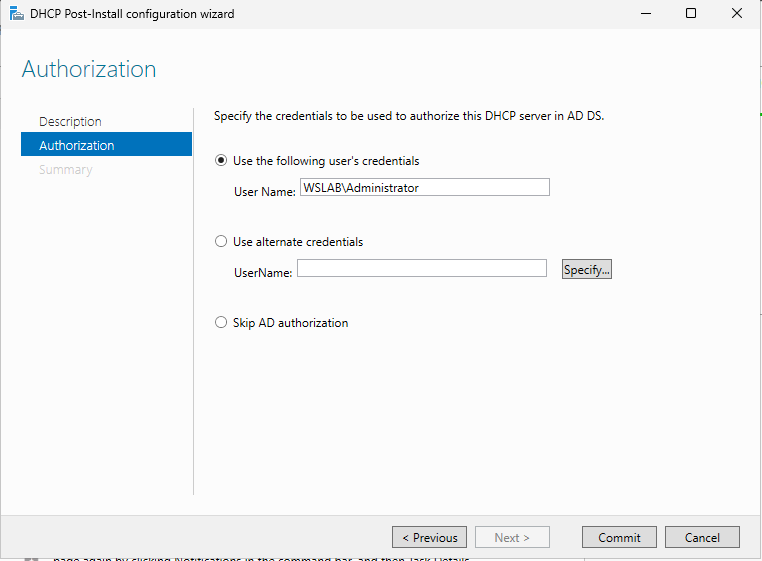 DHCP Post-Install configuration wizard
Authorization
Description
Authorization
Summary
Specify the credentials to be used to authorize this DHCP server in AD DS.
Use the following user's credentials
User Name: WSLAB\Administrator
Use alternate credentials
UserName:
Specify...
Skip AD authorization
< Previous
Next >
Commit
Cancel
page again by clicking Notifications in the command bar, and then Task Details.